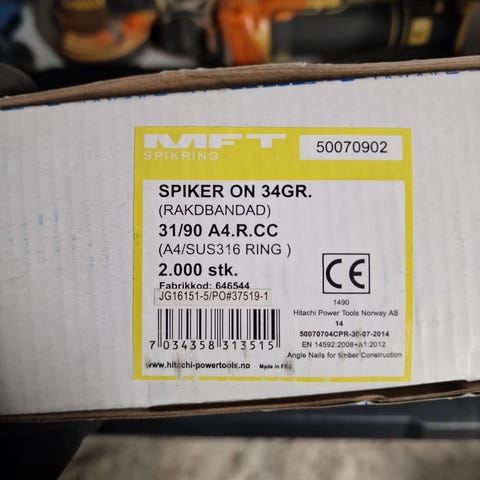 MFT
SPIKRING
50070902
SPIKER ON 34GR.
(RAKDBANDAD)
31/90 A4.R.CC
(A4/SUS316 RING )
2.000 stk.
Fabrikkod: 646544
JG16151-5/PO#37519-1
CE
1490
Hitachi Power Tools Norway AS
14
50070704CPR-30-07-2014
EN 14592:2008+A1:2012
Angle Nails for timber Construction
7 034358 313515
www.hitachi-powertools.no
Made in PRC